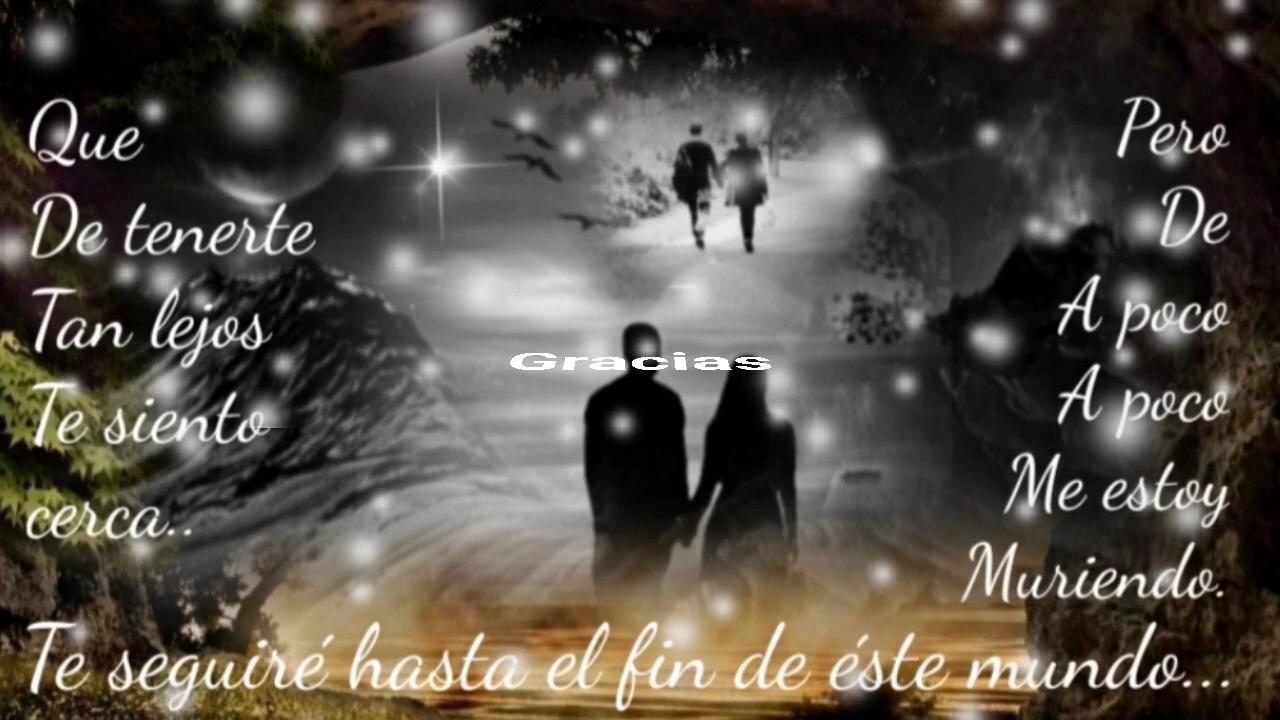 Que
De tenerte
Tan lejos
Te siento
cerca..
Pero
De
A poco
A poco
Me estoy
Muriendo.
Gracias
Te seguiré hasta el fin de éste mundo...